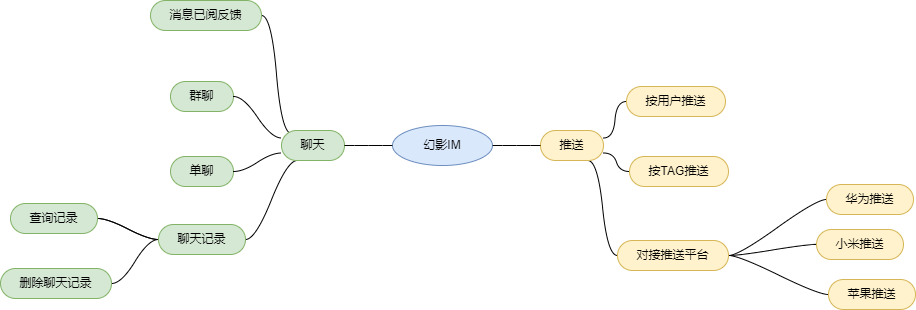 消息已阅反馈
群聊
单聊
聊天
聊天记录
查询记录
删除聊天记录
幻影IM
推送
按用户推送
按TAG推送
对接推送平台
华为推送
小米推送
苹果推送